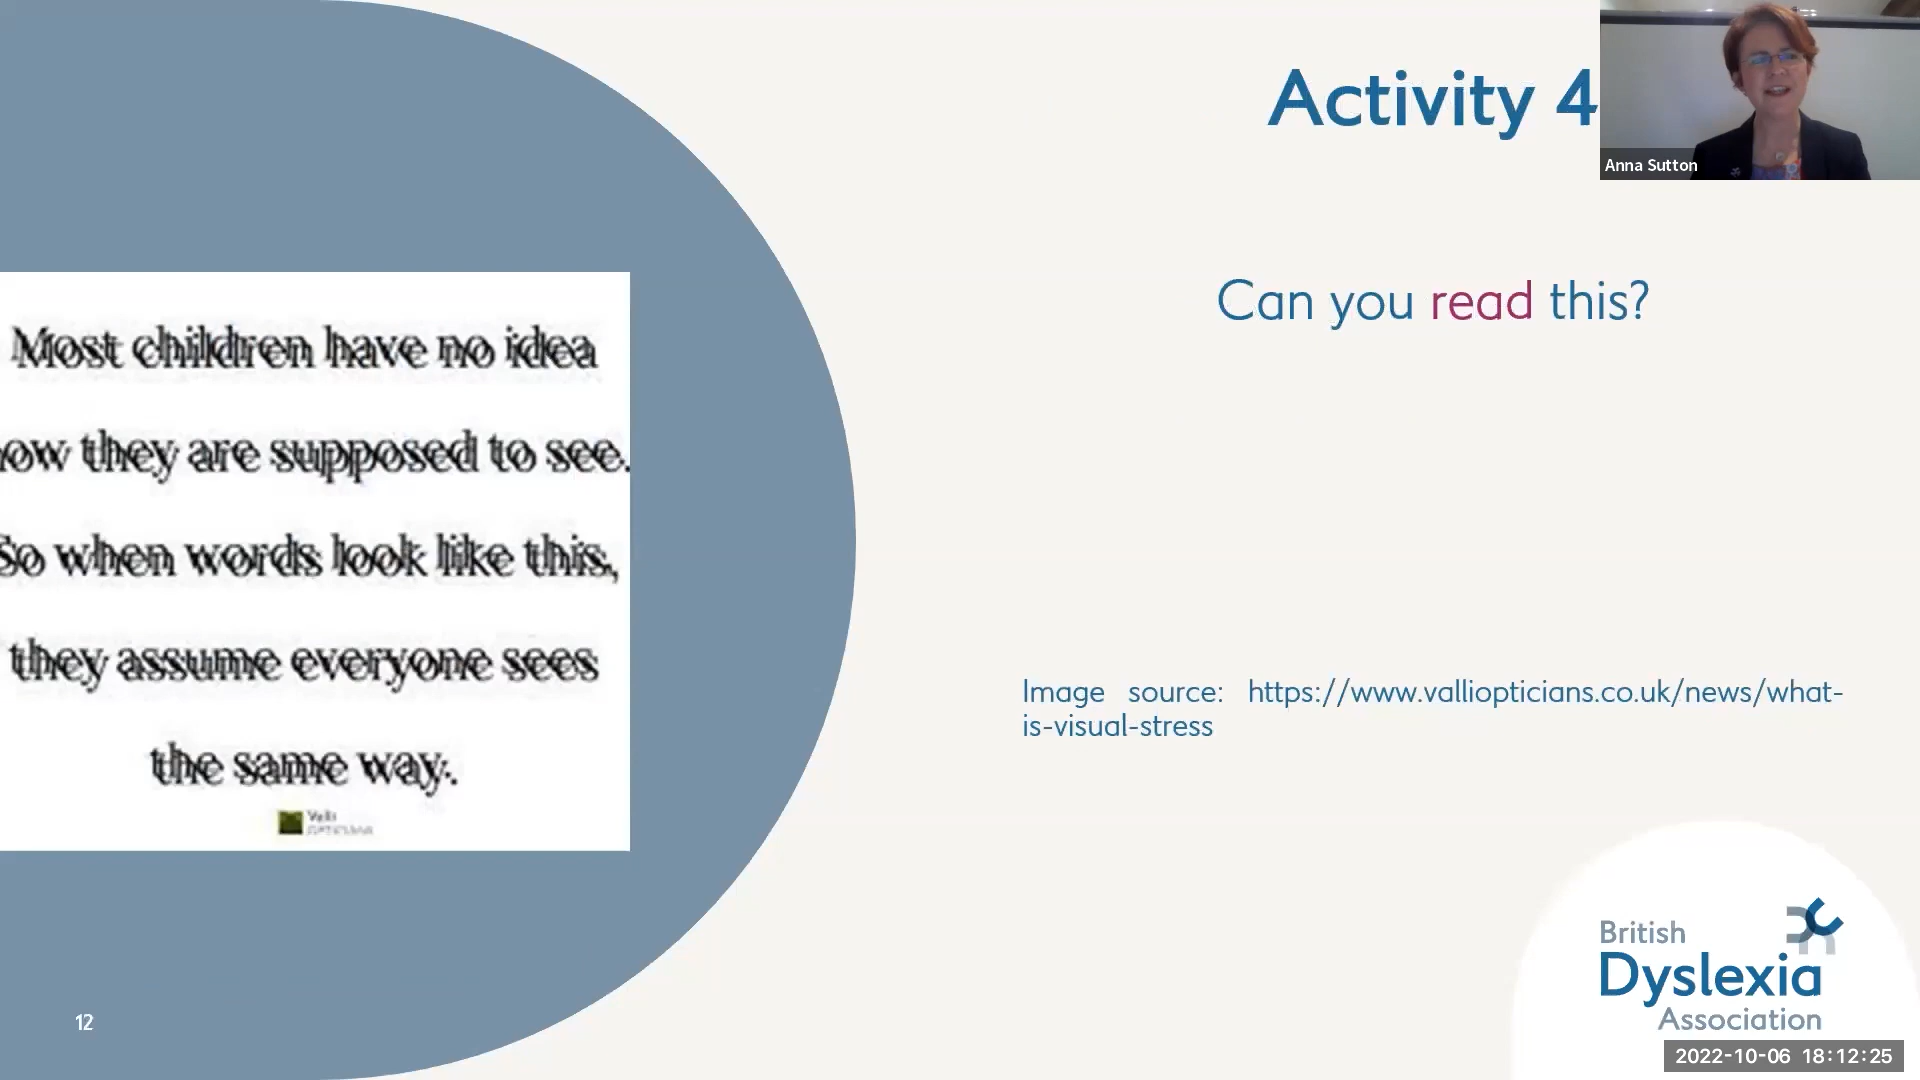 Activity 4
Anna Sutton
Can you read this?
Most children have no idea
ow they are supposed to see.
So when words look like this,
they assume everyone sees
the same way.
Valli
OPTICIANS
Image source: https://www.valliopticians.co.uk/news/what-
is-visual-stress
British
Dyslexia
Association
12
2022-10-06 18:12:25